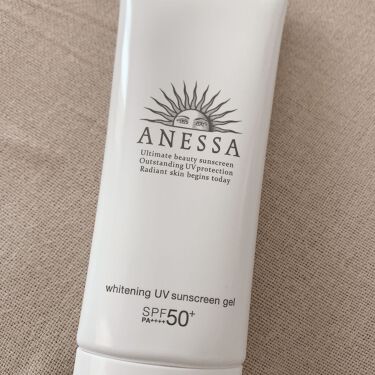 ANESSA
Ultimate beauty sunscreen
Outstanding UV protection
Radiant skin begins today
whitening UV sunscreen gel
SPF50+
PA++++